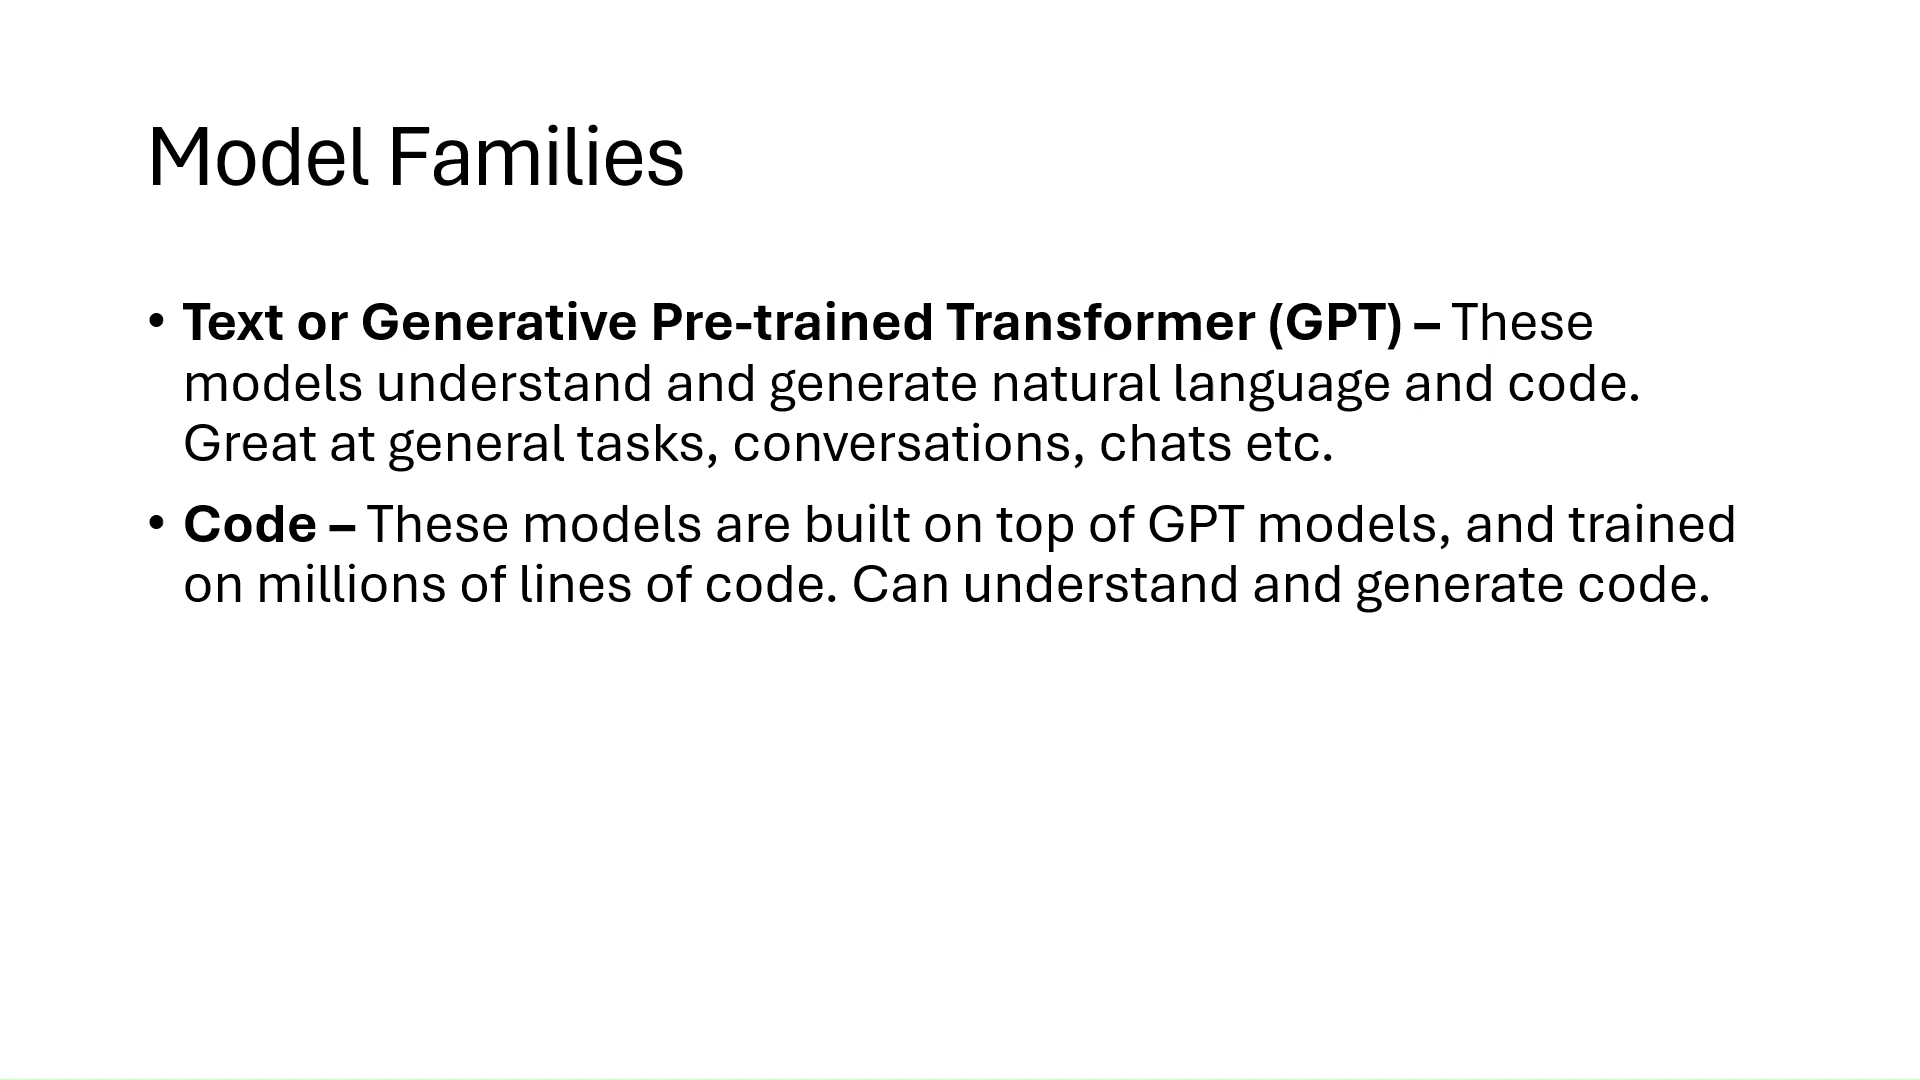 Model Families
• Text or Generative Pre-trained Transformer (GPT) – These
models understand and generate natural language and code.
Great at general tasks, conversations, chats etc.
• Code – These models are built on top of GPT models, and trained
on millions of lines of code. Can understand and generate code.